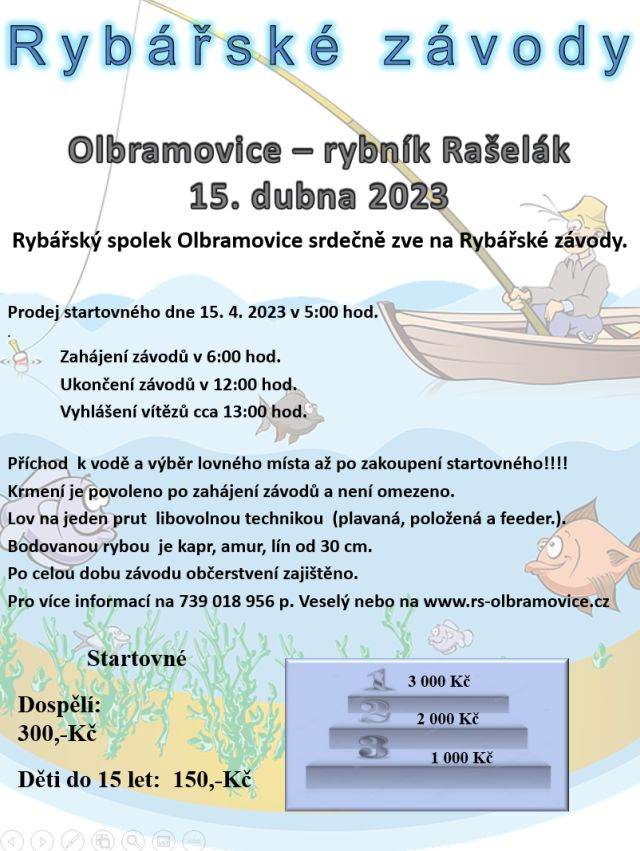 Rybářské závody
Olbramovice – rybník Rašelák
15. dubna 2023
Rybářský spolek Olbramovice srdečně zve na Rybářské závody.
Prodej startovného dne 15. 4. 2023 v 5:00 hod.
.
Zahájení závodů v 6:00 hod.
Ukončení závodů v 12:00 hod.
Vyhlášení vítězů cca 13:00 hod.
Příchod k vodě a výběr lovného místa až po zakoupení startovného!!!!
Krmení je povoleno po zahájení závodů a není omezeno.
Lov na jeden prut libovolnou technikou (plavaná, položená a feeder.).
Bodovanou rybou je kapr, amur, lín od 30 cm.
Po celou dobu závodu občerstvení zajištěno.
Pro více informací na 739 018 956 p. Veselý nebo na www.rs-olbramovice.cz
Startovné
Dospělí:
300,-Kč
Děti do 15 let: 150,-Kč
1 3 000 Kč
2 2 000 Kč
3 1 000 Kč